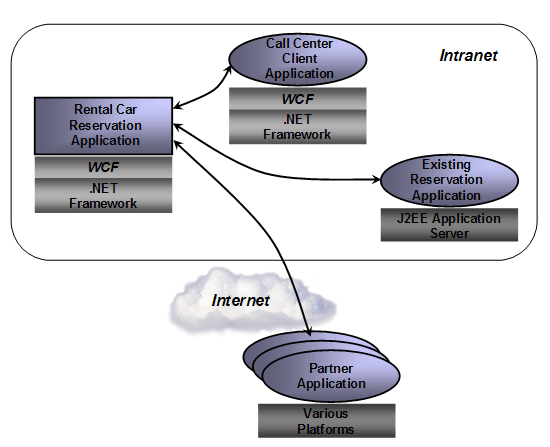 Call Center
Client
Application
WCF
.NET
Framework
Intranet
Rental Car
Reservation
Application
WCF
.NET
Framework
Existing
Reservation
Application
J2EE Application
Server
Internet
Partner
Application
Various
Platforms